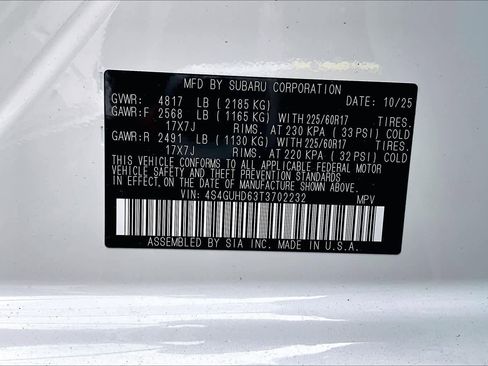 MFD BY SUBARU CORPORATION
GVWR: 4817 LB ( 2185 KG) DATE: 10/25
GAWR:F 2568 LB ( 1165 KG) WITH 225/60R17 TIRES.
17X7J RIMS. AT 230 KPA ( 33 PSI) COLD
GAWR:R 2491 LB ( 1130 KG) WITH 225/60R17 TIRES.
17X7J RIMS. AT 220 KPA ( 32 PSI) COLD
THIS VEHICLE CONFORMS TO ALL APPLICABLE FEDERAL MOTOR
VEHICLE SAFETY AND THEFT PREVENTION STANDARDS IN EFFECT ON
THE DATE OF MANUFACTURE SHOWN ABOVE.
VIN: 4S4GUHD63T3702232 MPV
ASSEMBLED BY SIA INC. MADE IN U.S.A.